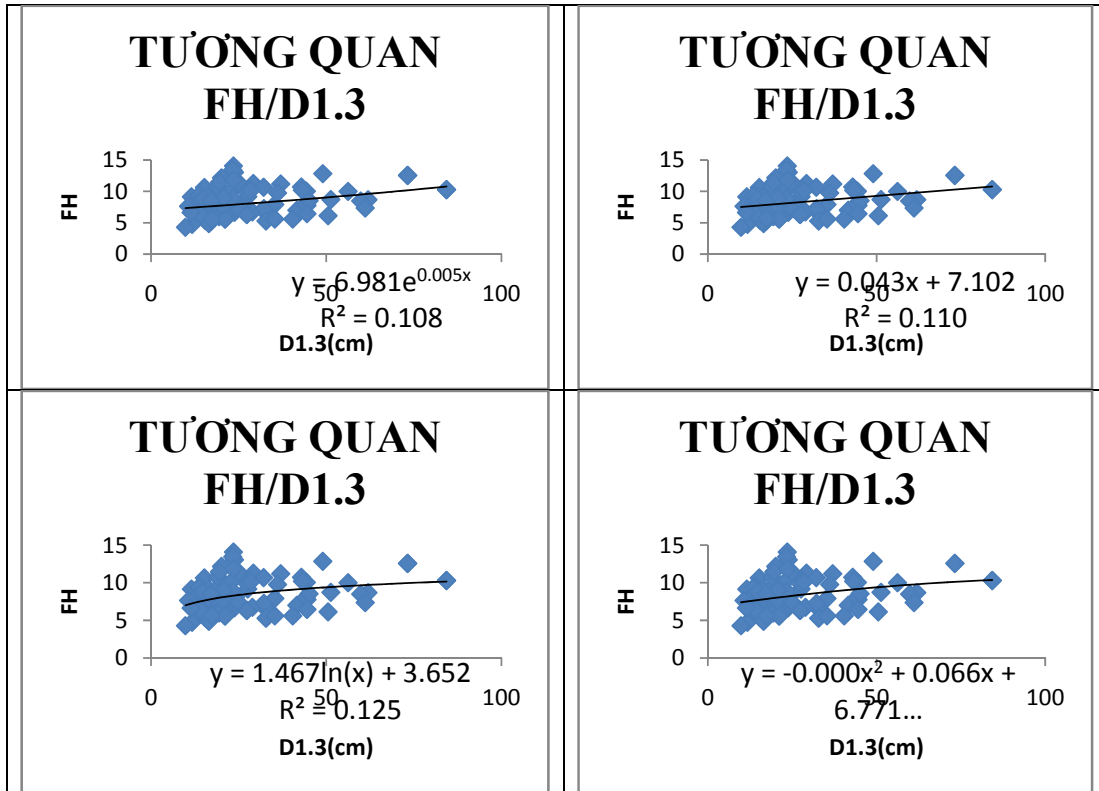 TƯƠNG QUAN
FH/D1.3
FH
15
10
5
0
0
50
100
y = 6.981e^0.005x
R² = 0.108
D1.3(cm)
TƯƠNG QUAN
FH/D1.3
FH
15
10
5
0
0
50
100
y = 0.043x + 7.102
R² = 0.110
D1.3(cm)
TƯƠNG QUAN
FH/D1.3
FH
15
10
5
0
0
50
100
y = 1.467ln(x) + 3.652
R² = 0.125
D1.3(cm)
TƯƠNG QUAN
FH/D1.3
FH
15
10
5
0
0
50
100
y = -0.000x² + 0.066x +
6.771...
D1.3(cm)